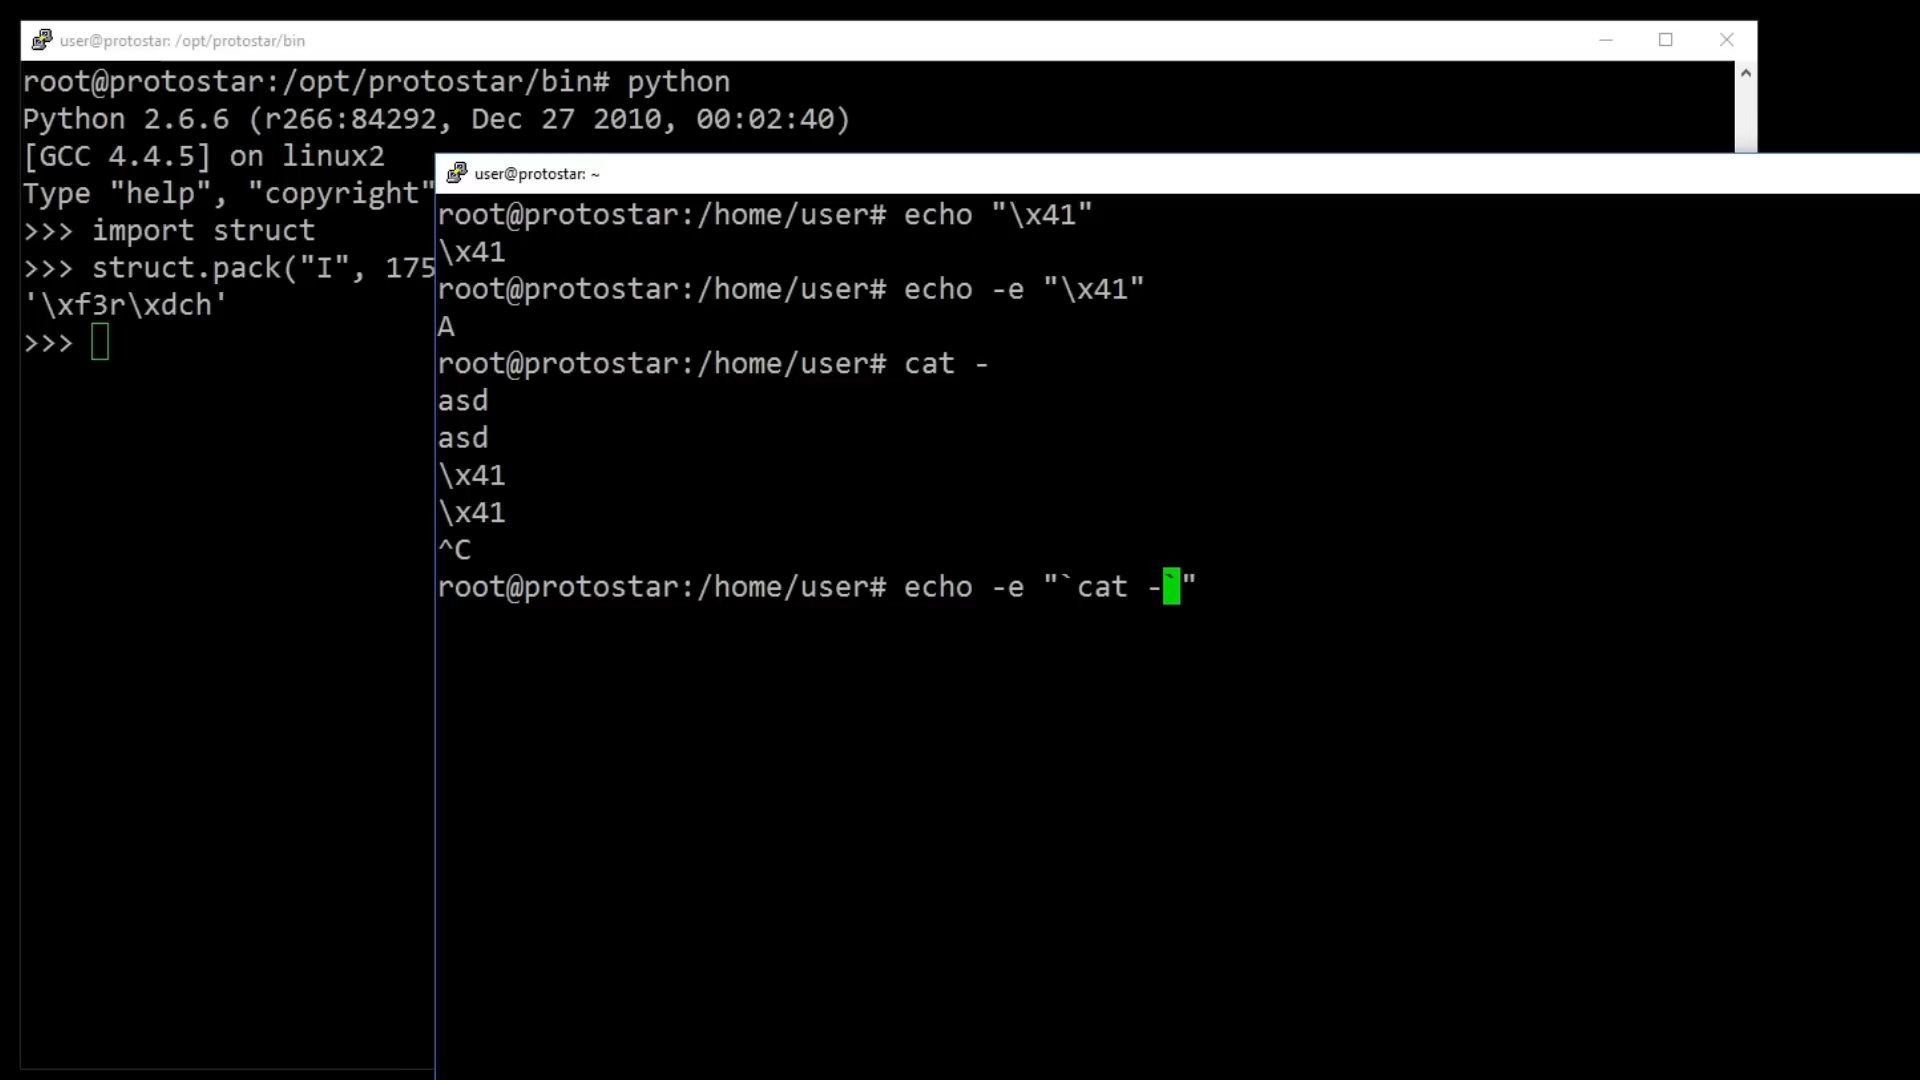 user@protostar: /opt/protostar/bin
root@protostar:/opt/protostar/bin# python
Python 2.6.6 (r266:84292, Dec 27 2010, 00:02:40)
[GCC 4.4.5] on linux2
Type "help", "copyright"
>>> import struct
>>> struct.pack("I", 175
'\xf3r\xdch'
>>>
user@protostar: ~
root@protostar:/home/user# echo "\x41"
\x41
root@protostar:/home/user# echo -e "\x41"
A
root@protostar:/home/user# cat -
asd
asd
\x41
\x41
^C
root@protostar:/home/user# echo -e "`cat -`"